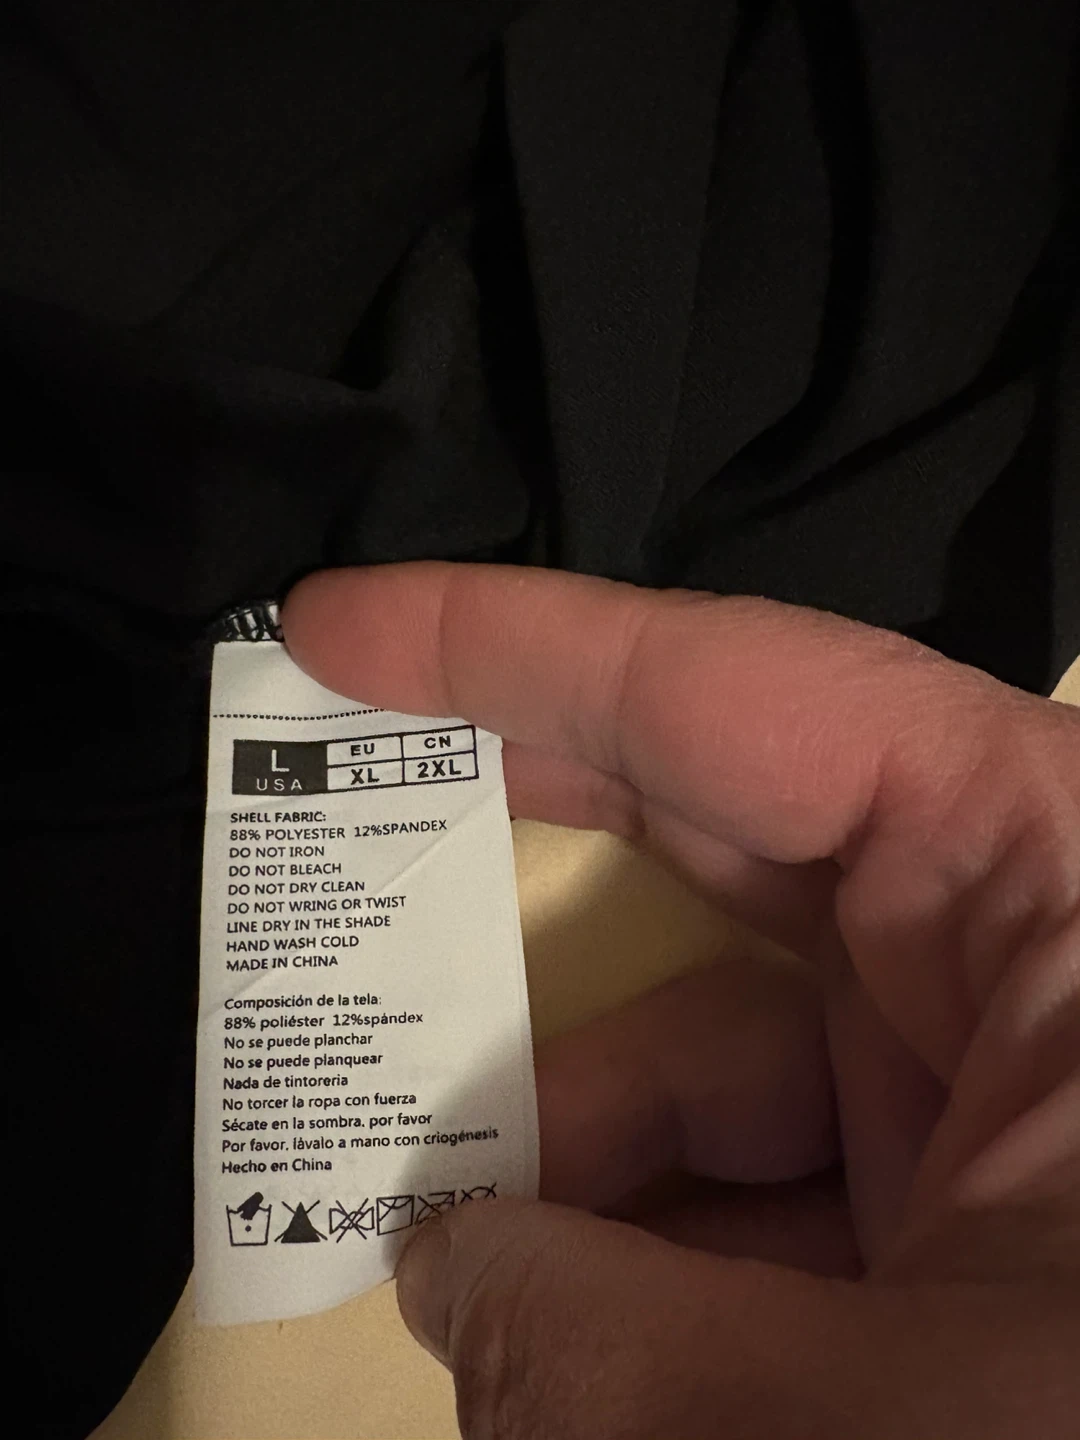 L EU CN
USA XL 2XL
SHELL FABRIC:
88% POLYESTER 12%SPANDEX
DO NOT IRON
DO NOT BLEACH
DO NOT DRY CLEAN
DO NOT WRING OR TWIST
LINE DRY IN THE SHADE
HAND WASH COLD
MADE IN CHINA
Composición de la tela:
88% poliéster 12%spándex
No se puede planchar
No se puede planquear
Nada de tintoreria
No torcer la ropa con fuerza
Sécate en la sombra, por favor
Por favor, lávalo a mano con criogénesis
Hecho en China